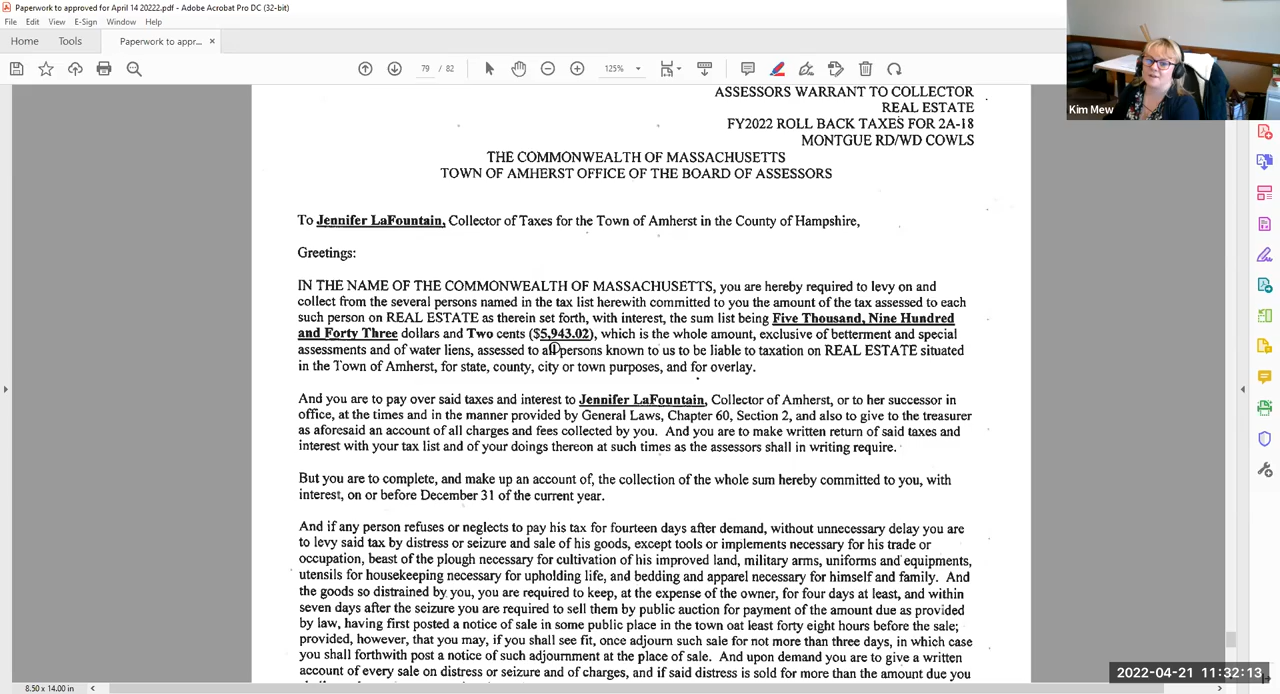 Paperwork to approved for April 14 20222.pdf - Adobe Acrobat Pro DC (32-bit)
File Edit View E-Sign Window Help
Home Tools Paperwork to appr... ×
79 / 82 125%
Kim Mew
ASSESSORS WARRANT TO COLLECTOR
REAL ESTATE
FY2022 ROLL BACK TAXES FOR 2A-18
MONTGUE RD/WD COWLS
THE COMMONWEALTH OF MASSACHUSETTS
TOWN OF AMHERST OFFICE OF THE BOARD OF ASSESSORS
To Jennifer LaFountain, Collector of Taxes for the Town of Amherst in the County of Hampshire,
Greetings:
IN THE NAME OF THE COMMONWEALTH OF MASSACHUSETTS, you are hereby required to levy on and
collect from the several persons named in the tax list herewith committed to you the amount of the tax assessed to each
such person on REAL ESTATE as therein set forth, with interest, the sum list being Five Thousand, Nine Hundred
and Forty Three dollars and Two cents ($5,943.02), which is the whole amount, exclusive of betterment and special
assessments and of water liens, assessed to all persons known to us to be liable to taxation on REAL ESTATE situated
in the Town of Amherst, for state, county, city or town purposes, and for overlay.
And you are to pay over said taxes and interest to Jennifer LaFountain, Collector of Amherst, or to her successor in
office, at the times and in the manner provided by General Laws, Chapter 60, Section 2, and also to give to the treasurer
as aforesaid an account of all charges and fees collected by you. And you are to make written return of said taxes and
interest with your tax list and of your doings thereon at such times as the assessors shall in writing require.
But you are to complete, and make up an account of, the collection of the whole sum hereby committed to you, with
interest, on or before December 31 of the current year.
And if any person refuses or neglects to pay his tax for fourteen days after demand, without unnecessary delay you are
to levy said tax by distress or seizure and sale of his goods, except tools or implements necessary for his trade or
occupation, beast of the plough necessary for cultivation of his improved land, military arms, uniforms and equipments,
utensils for housekeeping necessary for upholding life, and bedding and apparel necessary for himself and family. And
the goods so distrained by you, you are required to keep, at the expense of the owner, for four days at least, and within
seven days after the seizure you are required to sell them by public auction for payment of the amount due as provided
by law, having first posted a notice of sale in some public place in the town oat least forty eight hours before the sale;
provided, however, that you may, if you shall see fit, once adjourn such sale for not more than three days, in which case
you shall forthwith post a notice of such adjournment at the place of sale. And upon demand you are to give a written
account of every sale on distress or seizure and of charges, and if said distress is sold for more than the amount due you
8.50 x 14.00 in
2022-04-21 11:32:13